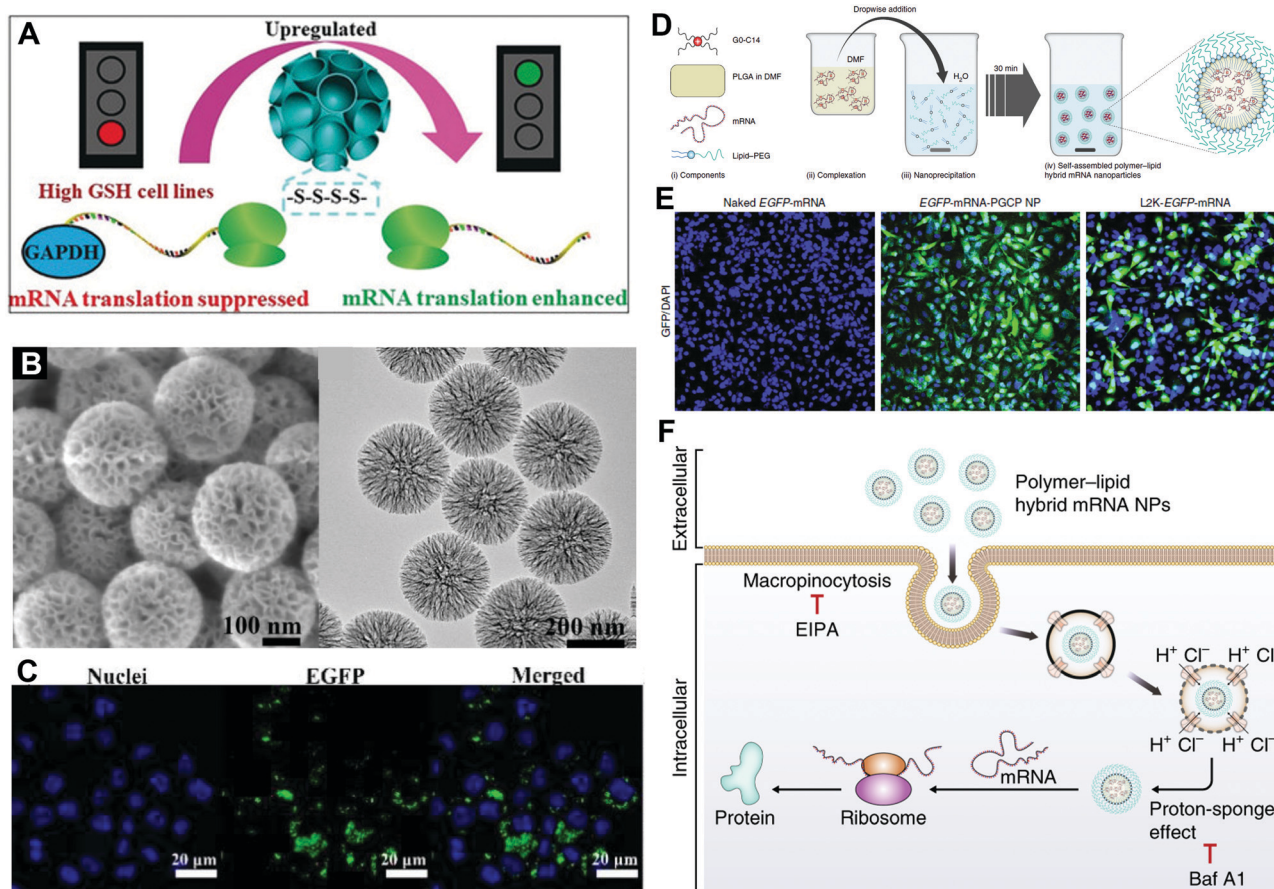 A
Upregulated
High GSH cell lines
-S-S-S-S-
GAPDH
mRNA translation suppressed
mRNA translation enhanced
B
100 nm
200 nm
C
Nuclei
EGFP
Merged
20 µm
20 µm
20 µm
D
Dropwise addition
G0-C14
PLGA in DMF
mRNA
Lipid–PEG
DMF
H₂O
30 min
(i) Components
(ii) Complexation
(iii) Nanoprecipitation
(iv) Self-assembled polymer–lipid
hybrid mRNA nanoparticles
E
Naked EGFP-mRNA
EGFP-mRNA-PGCP NP
L2K-EGFP-mRNA
GFP/DAPI
F
Extracellular
Intracellular
Polymer–lipid
hybrid mRNA NPs
Macropinocytosis
EIPA
H⁺ Cl⁻
H⁺ Cl⁻
H⁺ Cl⁻
H⁺ Cl⁻
mRNA
Protein
Ribosome
Proton-sponge
effect
Baf A1